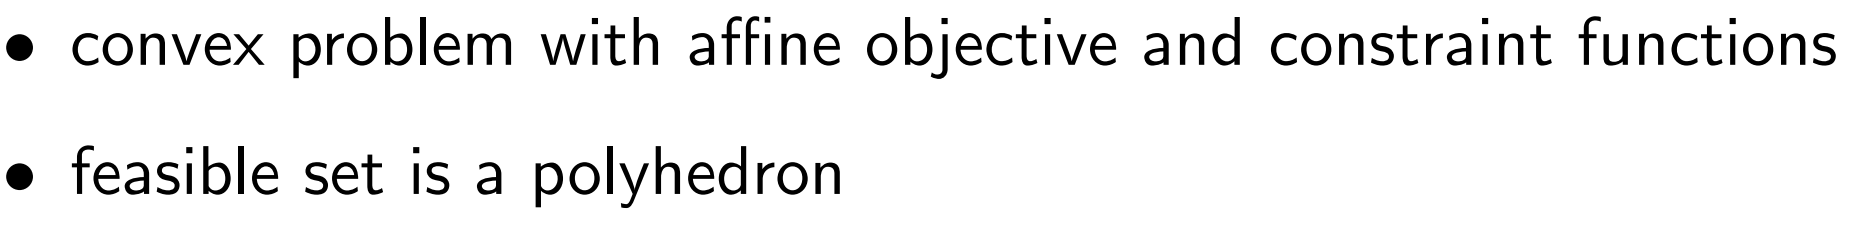 • convex problem with affine objective and constraint functions
• feasible set is a polyhedron